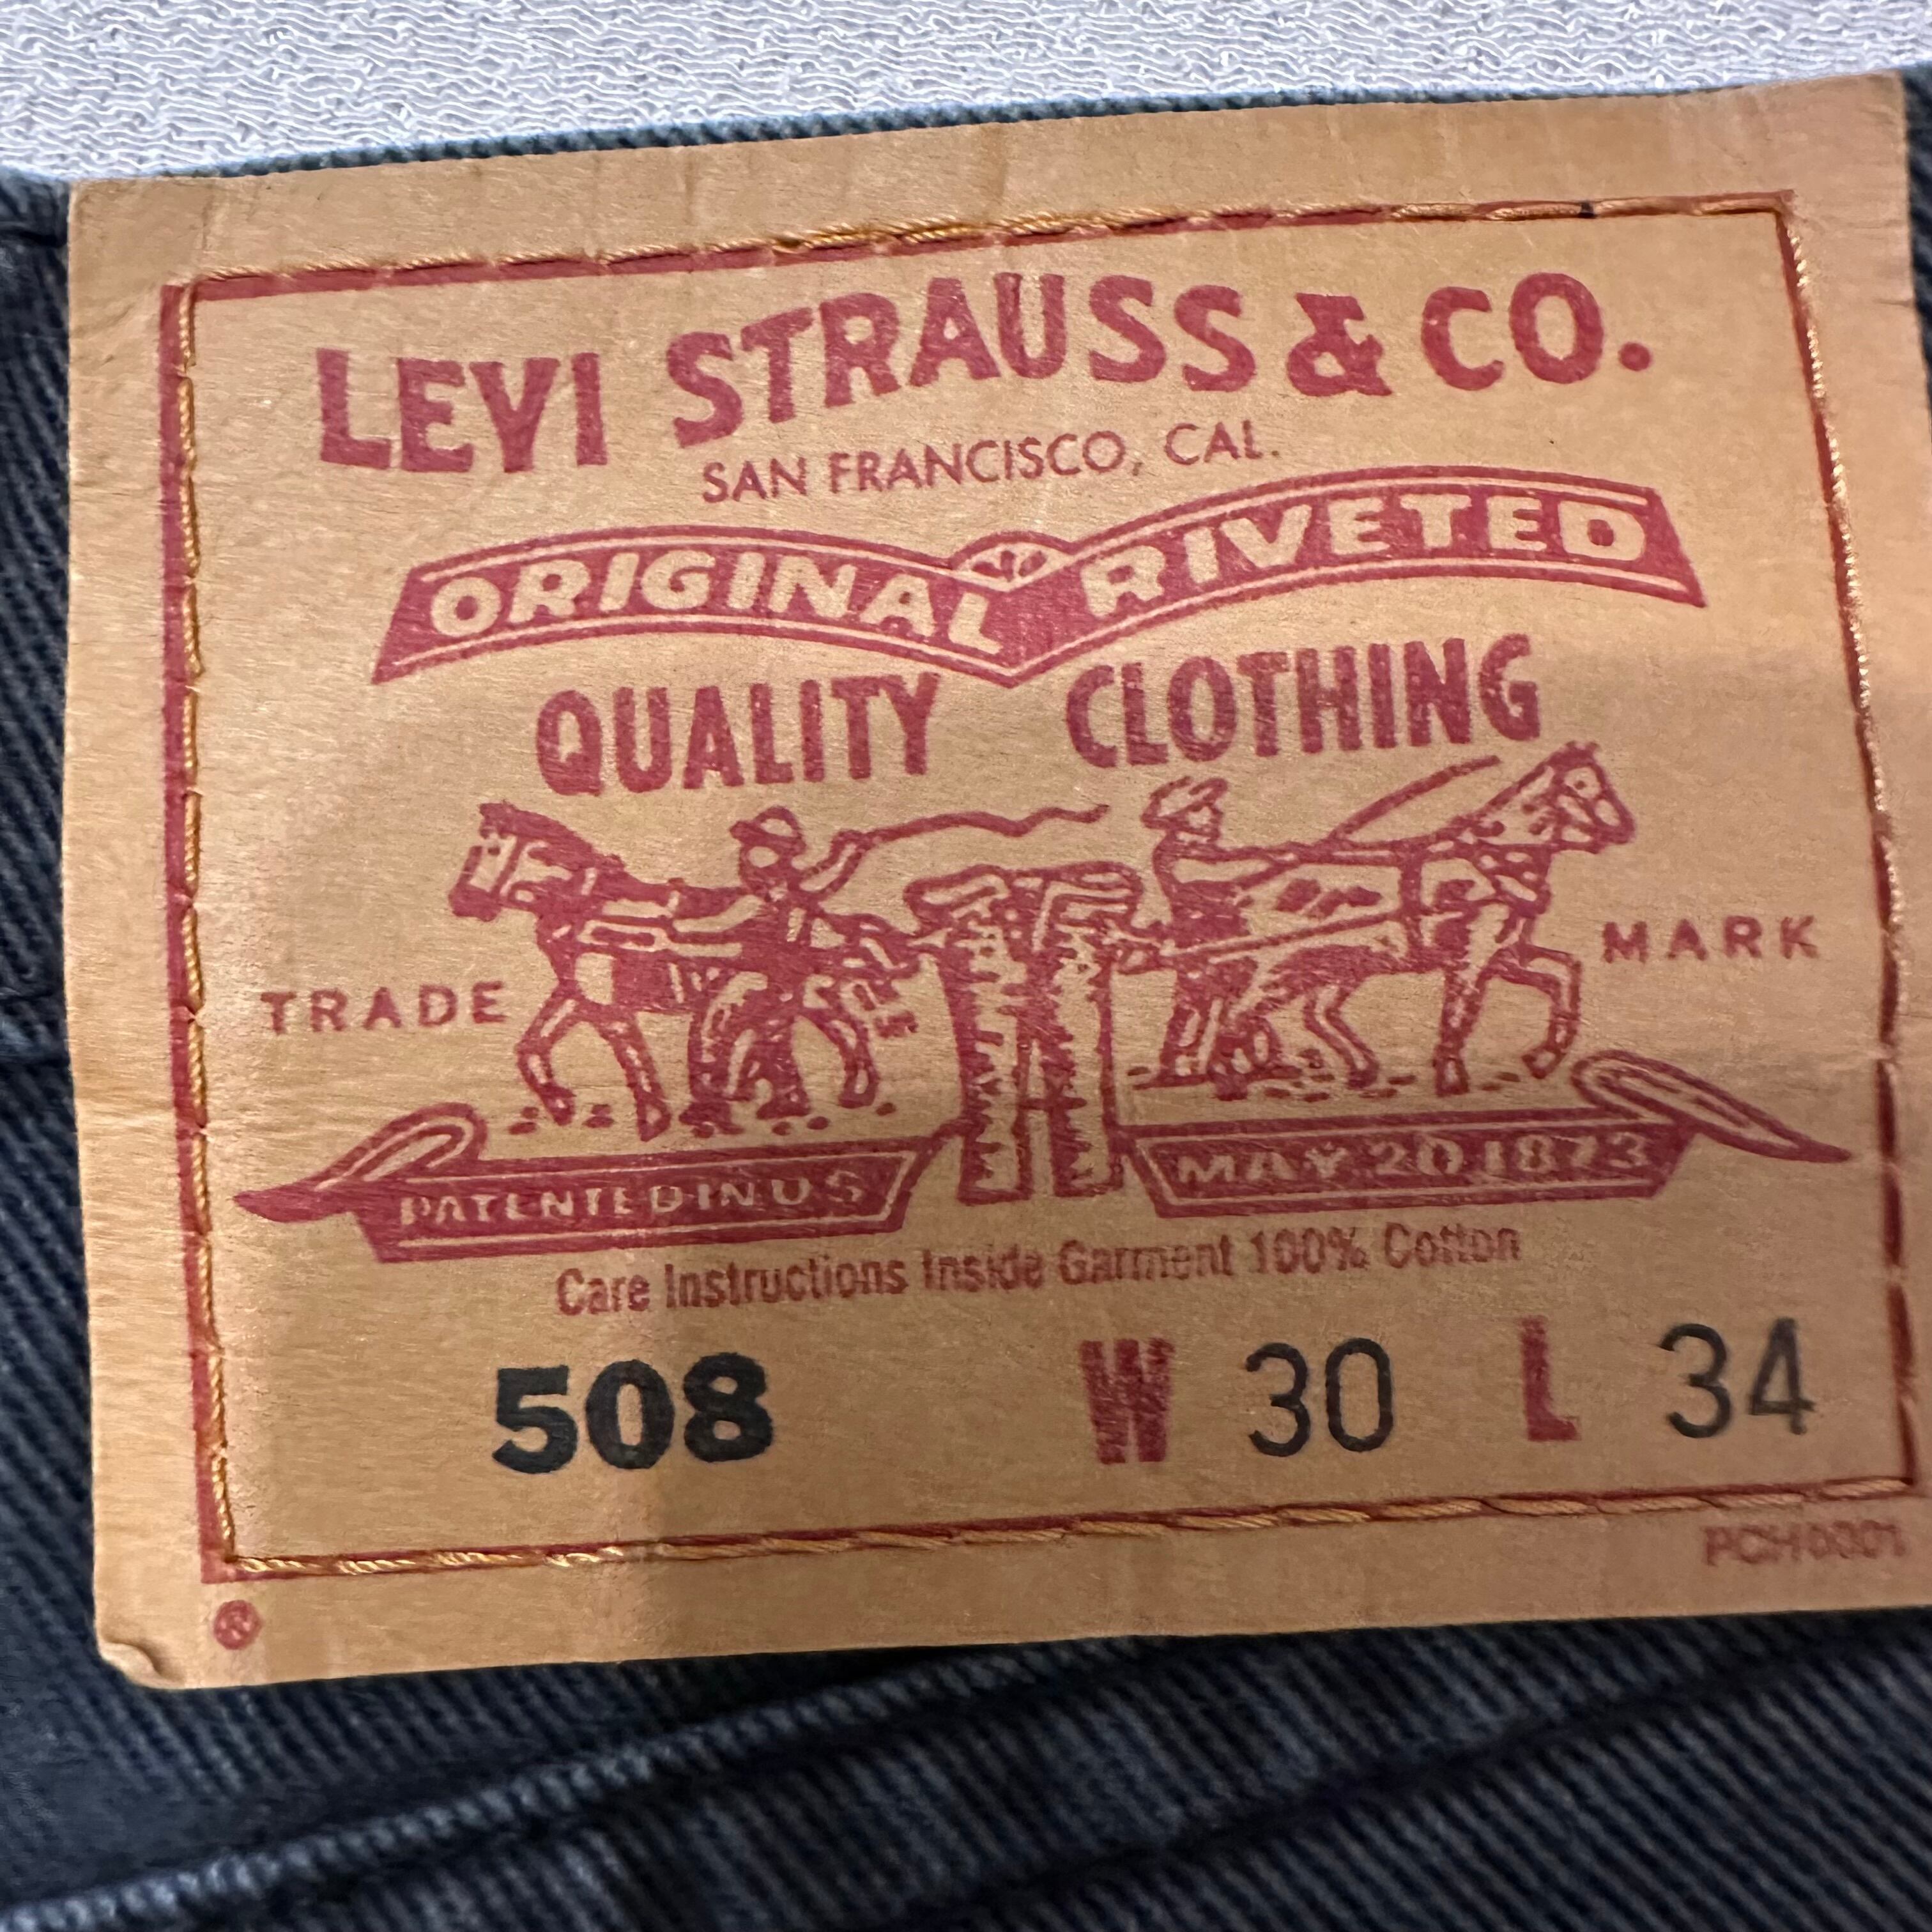 LEVI STRAUSS & CO.
SAN FRANCISCO, CAL.
ORIGINAL RIVETED
QUALITY CLOTHING
TRADE MARK
PATENTED IN U S MAY 20 1873
Care Instructions Inside Garment 100% Cotton
508 W 30 L 34
®